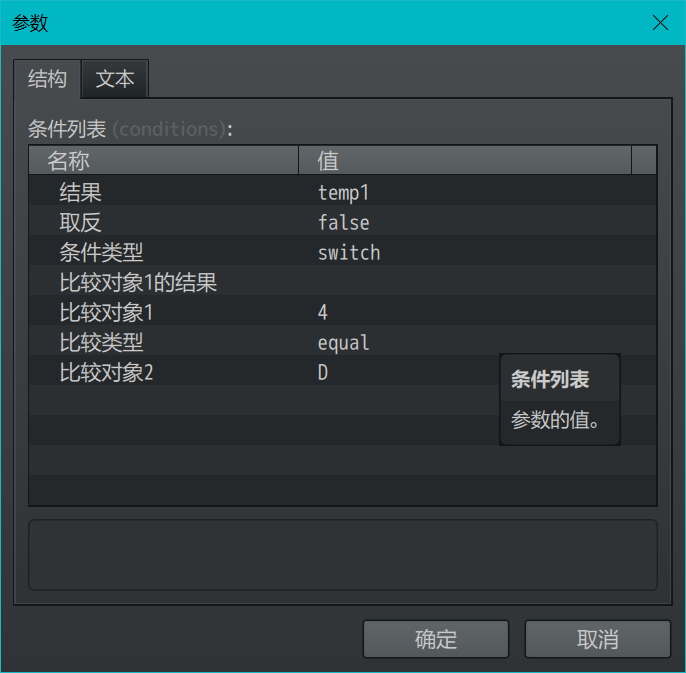 参数
结构 文本
条件列表 (conditions):
名称 值
结果 temp1
取反 false
条件类型 switch
比较对象1的结果
比较对象1 4
比较类型 equal
比较对象2 D
条件列表
参数的值。
确定 取消